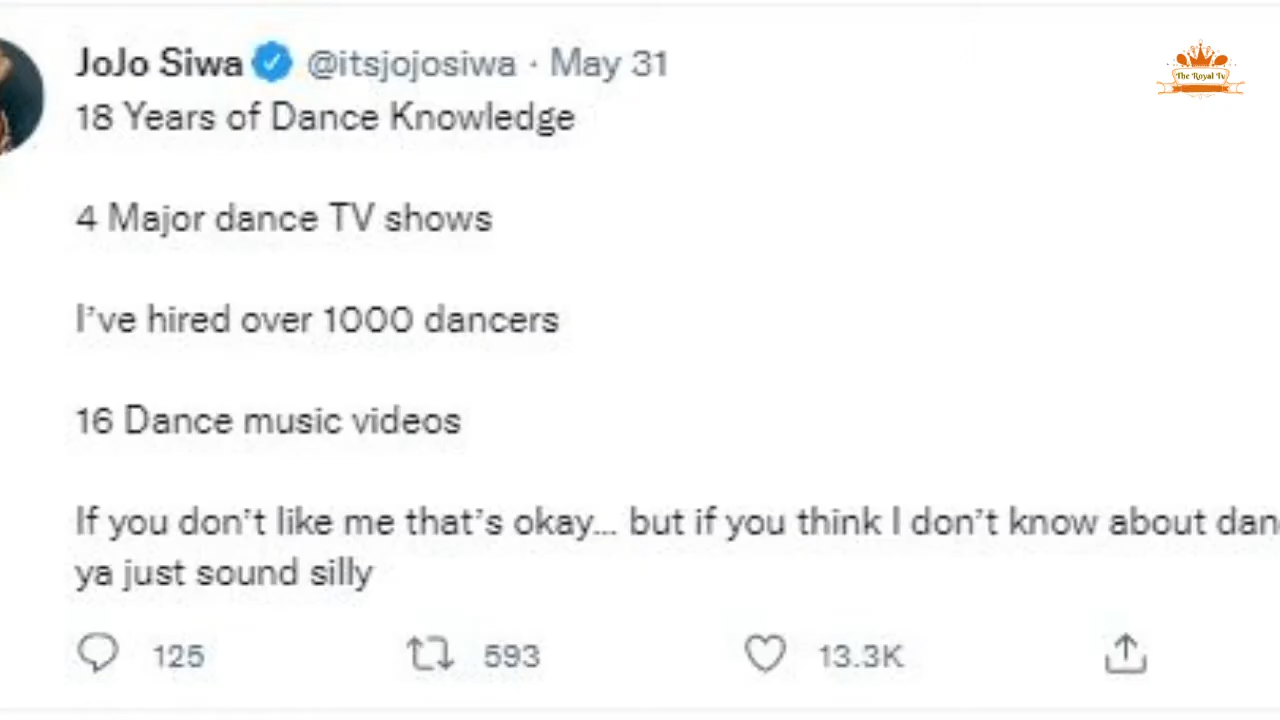 JoJo Siwa @itsjojosiwa · May 31
The Royal Tv
18 Years of Dance Knowledge
4 Major dance TV shows
I've hired over 1000 dancers
16 Dance music videos
If you don't like me that's okay... but if you think I don't know about dan
ya just sound silly
125 593 13.3K